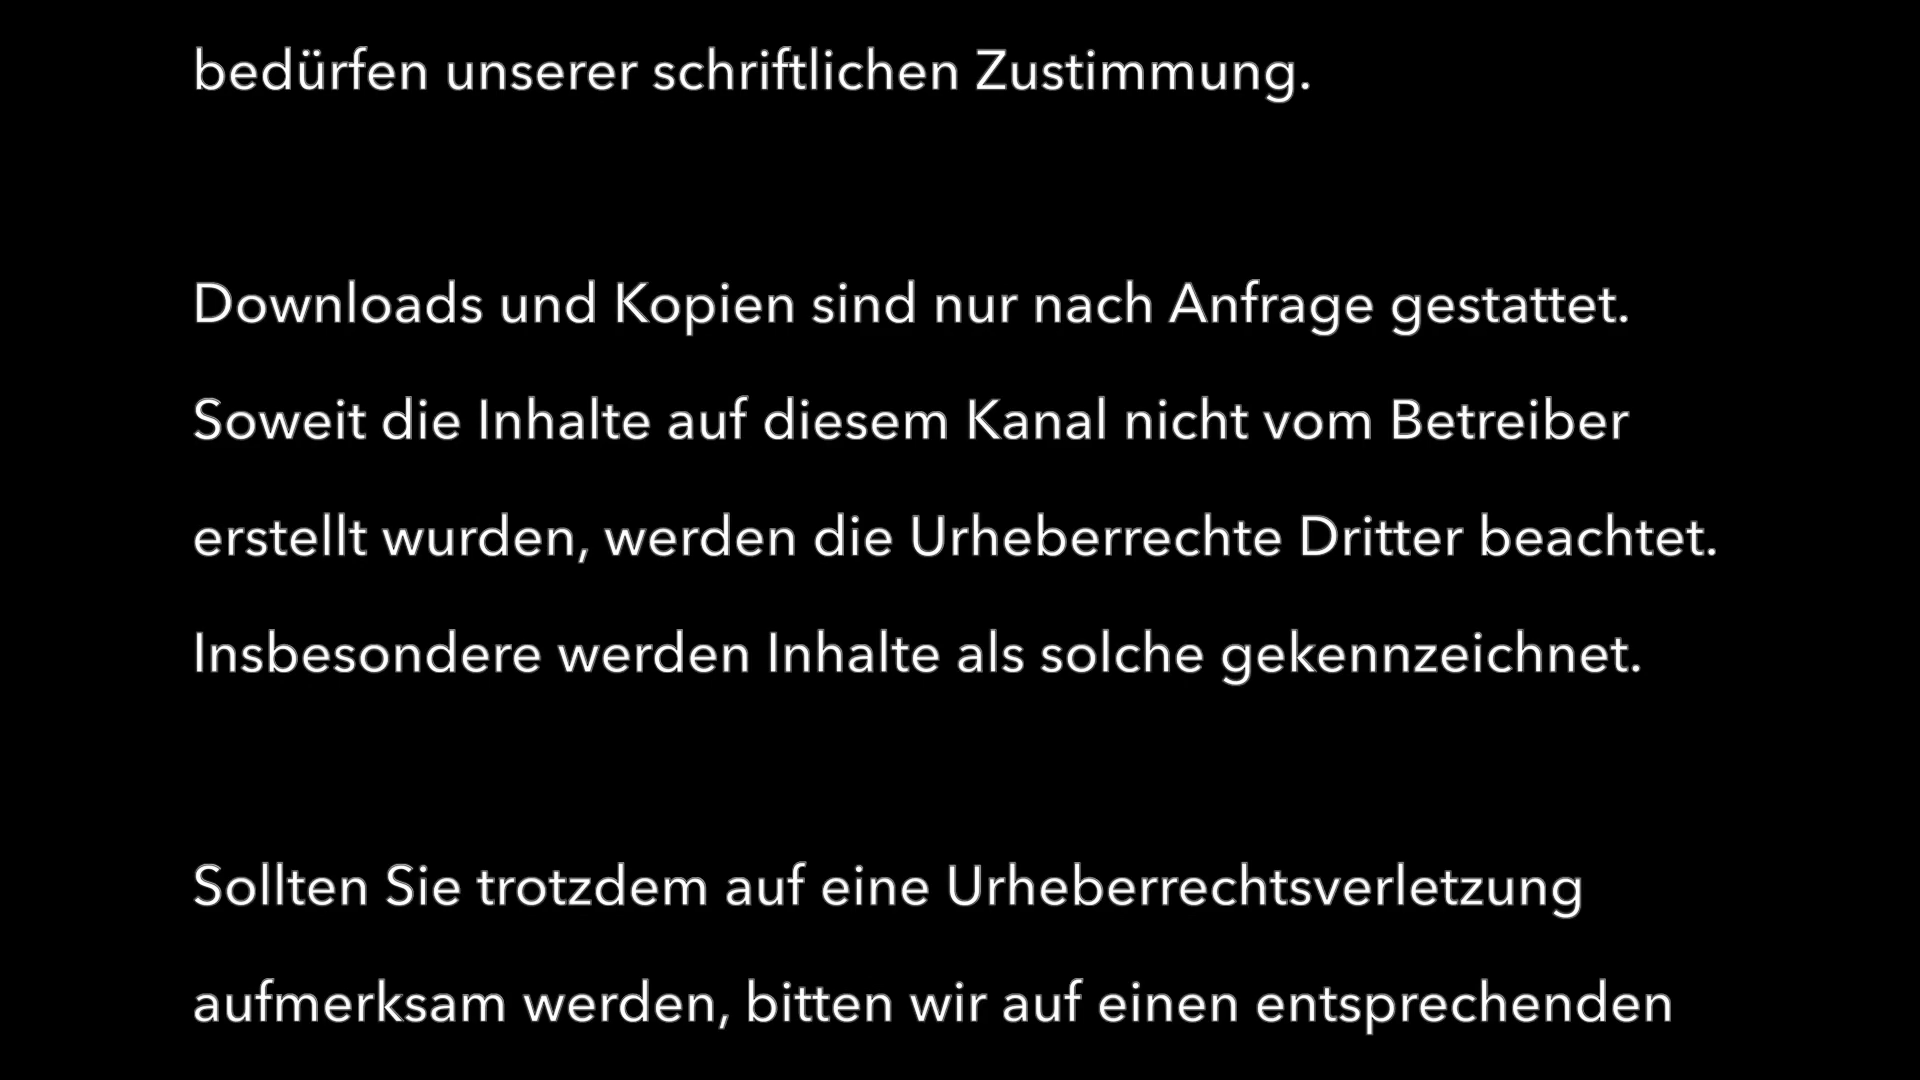 bedürfen unserer schriftlichen Zustimmung.
Downloads und Kopien sind nur nach Anfrage gestattet.
Soweit die Inhalte auf diesem Kanal nicht vom Betreiber
erstellt wurden, werden die Urheberrechte Dritter beachtet.
Insbesondere werden Inhalte als solche gekennzeichnet.
Sollten Sie trotzdem auf eine Urheberrechtsverletzung
aufmerksam werden, bitten wir auf einen entsprechenden